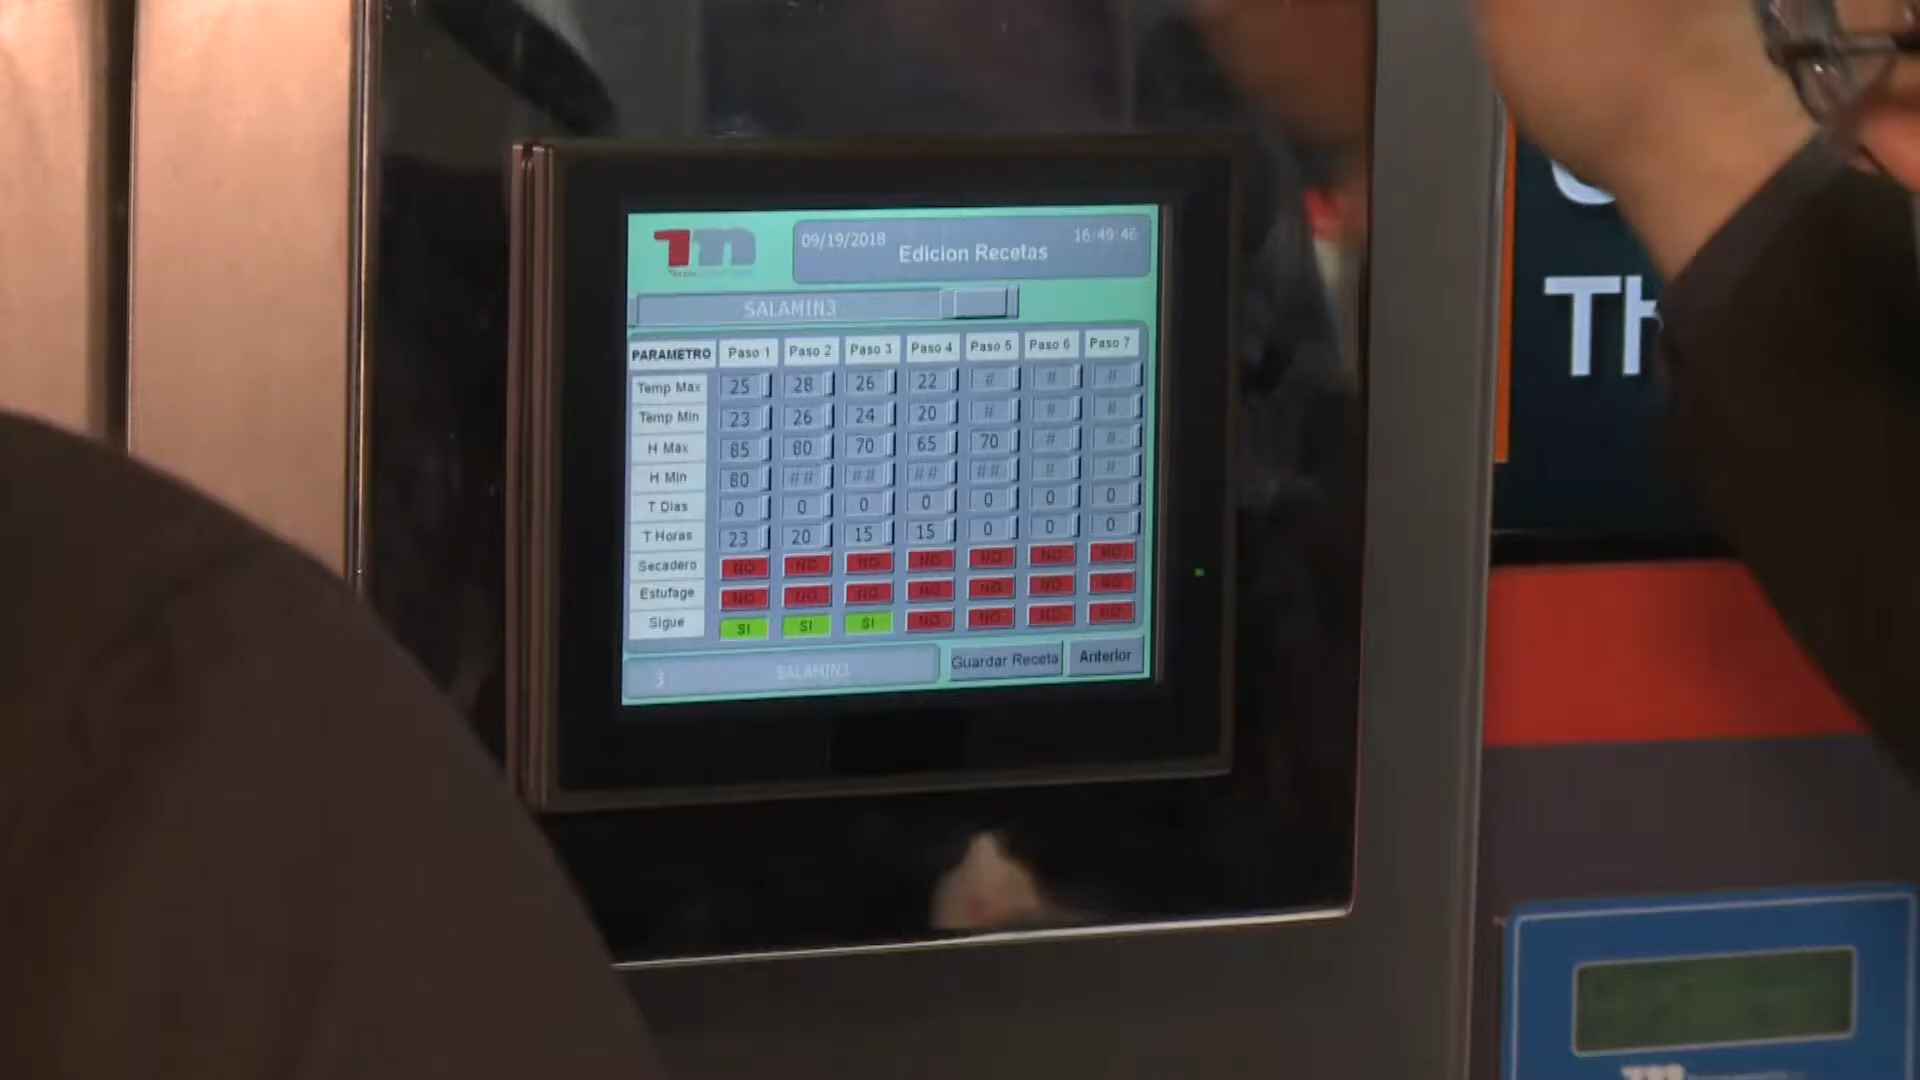 Tm
09/19/2018 Edicion Recetas 16:49:46
SALAMIN3
PARAMETRO Paso 1 Paso 2 Paso 3 Paso 4 Paso 5 Paso 6 Paso 7
Temp Max 25 28 26 22 # # #
Temp Min 23 26 24 20 # # #
H Max 85 80 70 65 70 # #
H Min 80 ## ## ## ## # #
T Dias 0 0 0 0 0 0 0
T Horas 23 20 15 15 0 0 0
Secadero NO NO NO NO NO NO NO
Estufage NO NO NO NO NO NO NO
Sigue SI SI SI NO NO NO NO
3 SALAMIN1 Guardar Receta Anterior